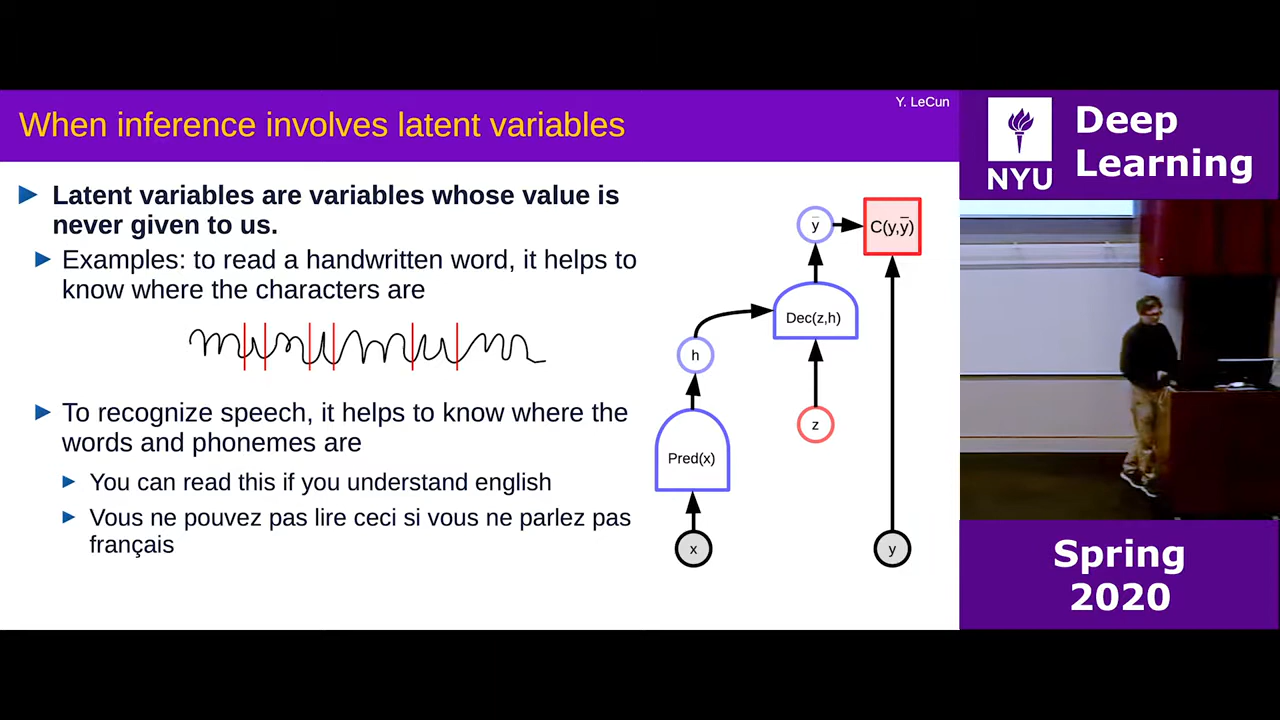 Y. LeCun
When inference involves latent variables
Latent variables are variables whose value is
never given to us.
Examples: to read a handwritten word, it helps to
know where the characters are
To recognize speech, it helps to know where the
words and phonemes are
You can read this if you understand english
Vous ne pouvez pas lire ceci si vous ne parlez pas
français
ȳ
C(y,ȳ)
Dec(z,h)
h
z
Pred(x)
x
y
NYU
Deep
Learning
Spring
2020